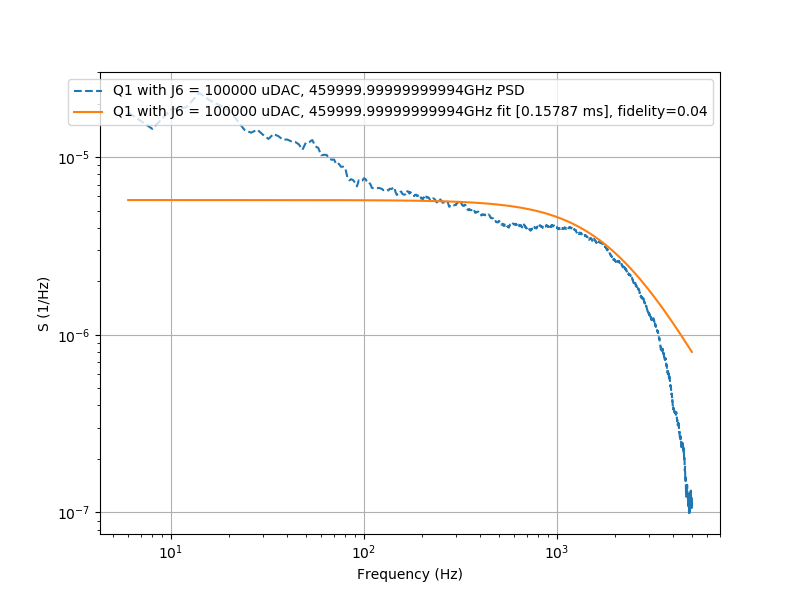 Q1 with J6 = 100000 uDAC, 459999.99999999994GHz PSD
Q1 with J6 = 100000 uDAC, 459999.99999999994GHz fit [0.15787 ms], fidelity=0.04
S (1/Hz)
10⁻⁵
10⁻⁶
10⁻⁷
10¹ 10² 10³
Frequency (Hz)